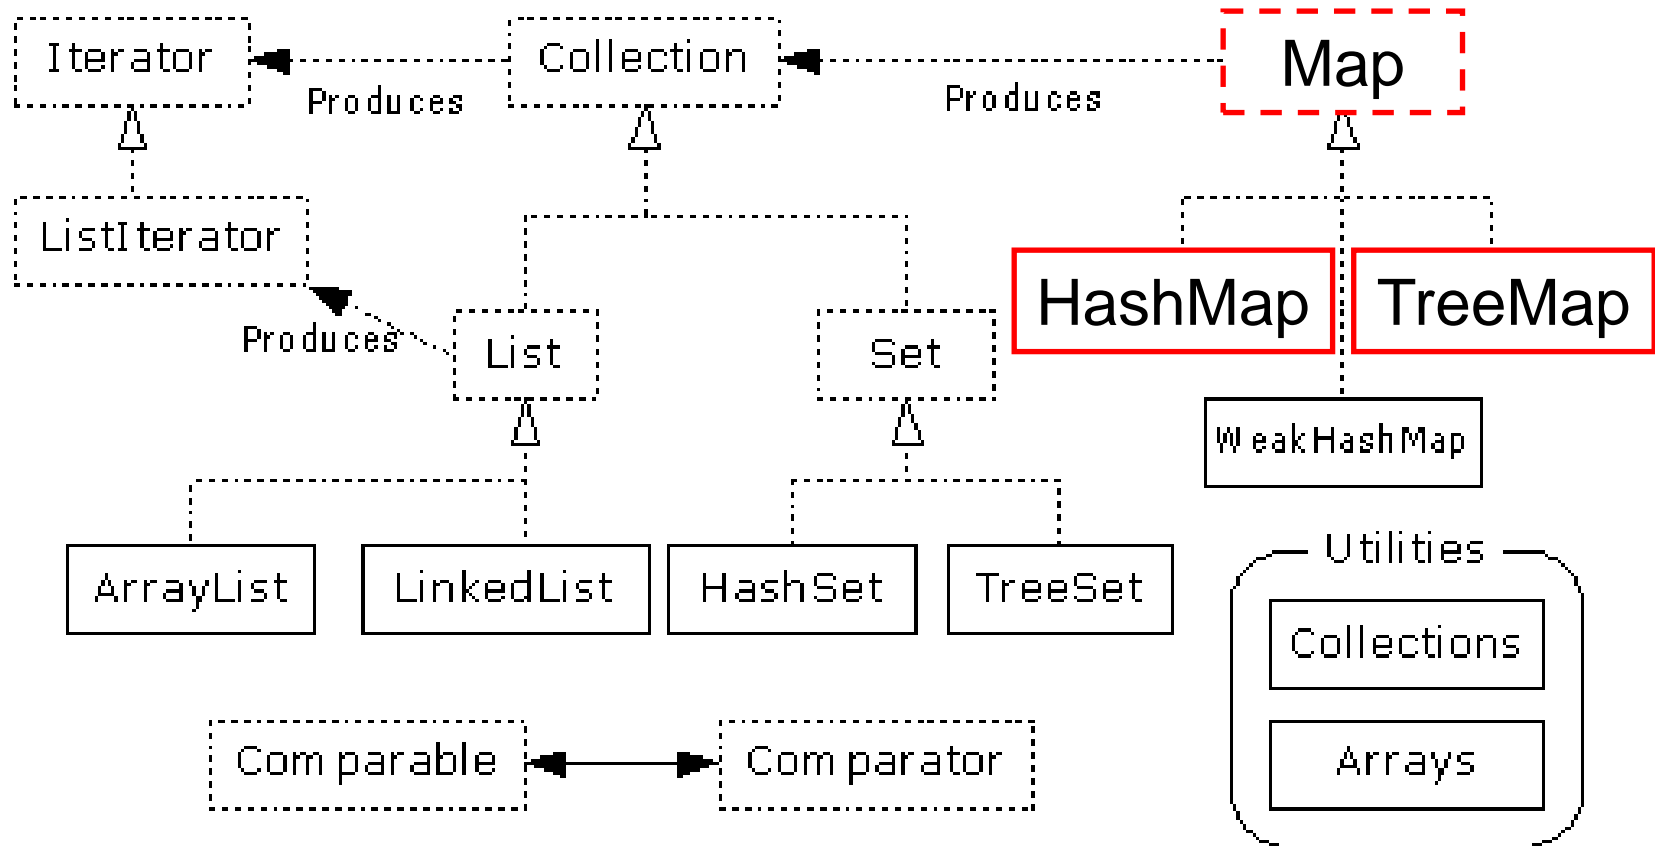 Iterator
Collection
Map
Produces
Produces
ListIterator
HashMap
TreeMap
Produces
List
Set
WeakHashMap
Utilities
ArrayList
LinkedList
HashSet
TreeSet
Collections
Comparable
Comparator
Arrays